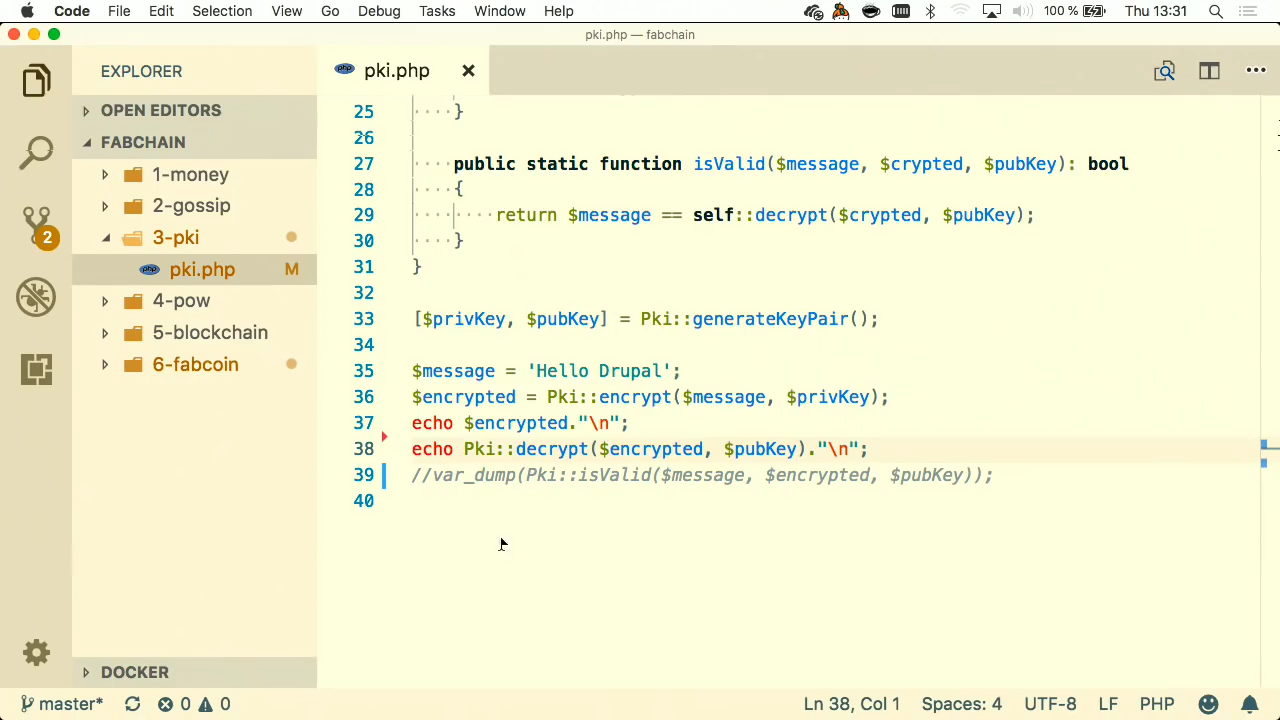 Code File Edit Selection View Go Debug Tasks Window Help 100 % Thu 13:31
pki.php — fabchain
EXPLORER
OPEN EDITORS
FABCHAIN
1-money
2-gossip
3-pki
pki.php M
4-pow
5-blockchain
6-fabcoin
DOCKER
2
php pki.php
25 ····}
26
27 ····public static function isValid($message, $crypted, $pubKey): bool
28 ····{
29 ········return $message == self::decrypt($crypted, $pubKey);
30 ····}
31 }
32
33 [$privKey, $pubKey] = Pki::generateKeyPair();
34
35 $message = 'Hello Drupal';
36 $encrypted = Pki::encrypt($message, $privKey);
37 echo $encrypted."\n";
38 echo Pki::decrypt($encrypted, $pubKey)."\n";
39 //var_dump(Pki::isValid($message, $encrypted, $pubKey));
40
master* 0 0 Ln 38, Col 1 Spaces: 4 UTF-8 LF PHP